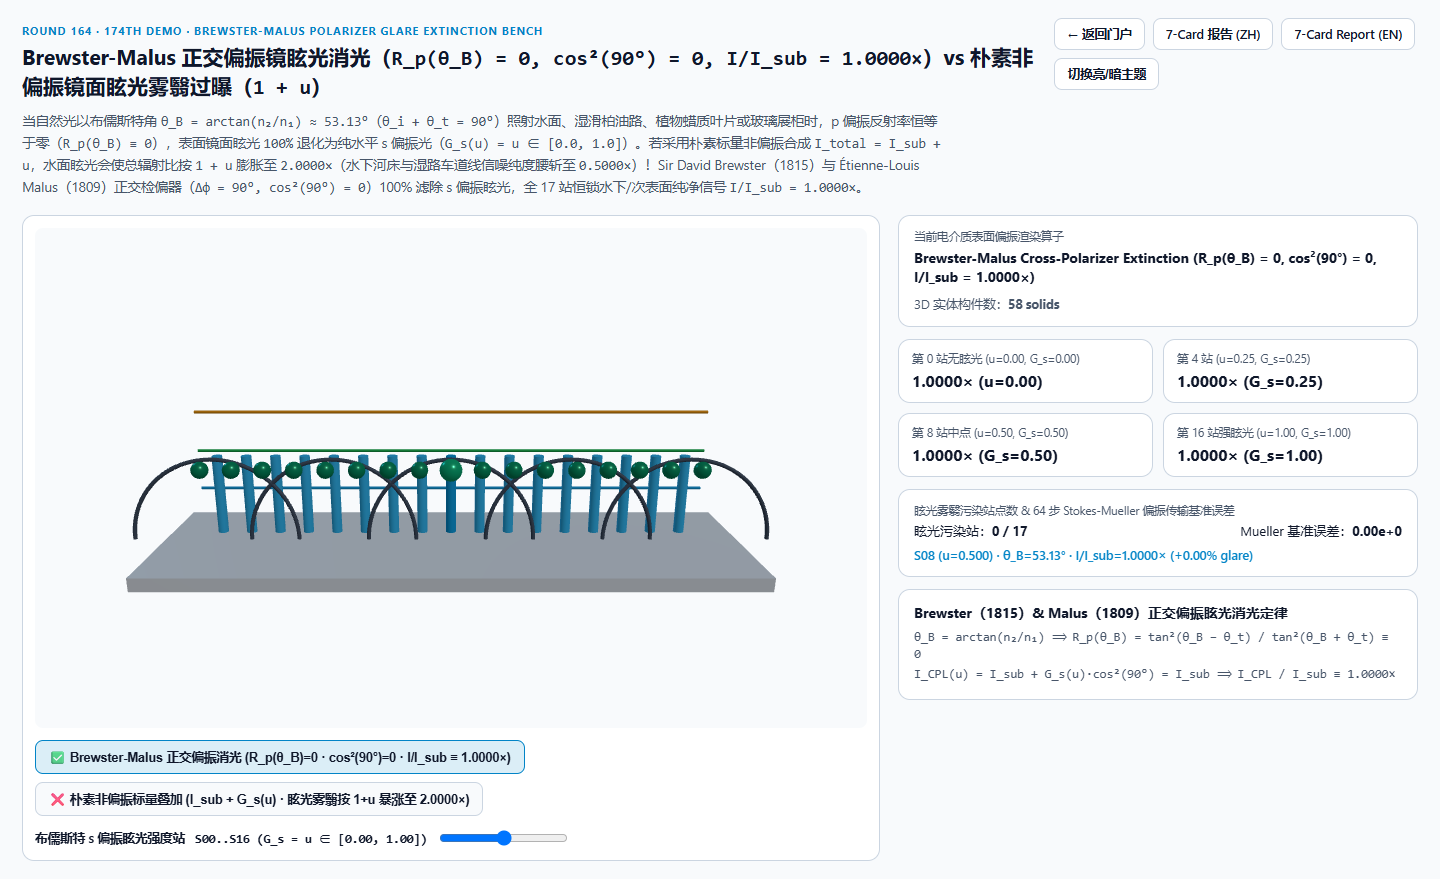 ROUND 164 · 174TH DEMO · BREWSTER-MALUS POLARIZER GLARE EXTINCTION BENCH
Brewster-Malus 正交偏振镜眩光消光（R_p(θ_B) = 0, cos²(90°) = 0, I/I_sub = 1.0000×）vs 朴素非
偏振镜面眩光雾翳过曝（1 + u）
当自然光以布儒斯特角 θ_B = arctan(n₂/n₁) ≈ 53.13°（θ_i + θ_t = 90°）照射水面、湿滑柏油路、植物蜡质叶片或玻璃展柜时，p 偏振反射率恒等
于零（R_p(θ_B) ≡ 0），表面镜面眩光 100% 退化为纯水平 s 偏振光（G_s(u) = u ∈ [0.0, 1.0]）。若采用朴素标量非偏振合成 I_total = I_sub +
u，水面眩光会使总辐射比按 1 + u 膨胀至 2.0000×（水下河床与湿路车道线信噪纯度腰斩至 0.5000×）！Sir David Brewster（1815）与 Étienne-Louis
Malus（1809）正交检偏器（Δϕ = 90°, cos²(90°) = 0）100% 滤除 s 偏振眩光，全 17 站恒锁水下/次表面纯净信号 I/I_sub = 1.0000×。
← 返回门户
7-Card 报告 (ZH)
7-Card Report (EN)
切换亮/暗主题
✅ Brewster-Malus 正交偏振消光 (R_p(θ_B)=0 · cos²(90°)=0 · I/I_sub ≡ 1.0000×)
❌ 朴素非偏振标量叠加 (I_sub + G_s(u) · 眩光雾翳按 1+u 暴涨至 2.0000×)
布儒斯特 s 偏振眩光强度站 S00..S16 (G_s = u ∈ [0.00, 1.00])
当前电介质表面偏振渲染算子
Brewster-Malus Cross-Polarizer Extinction (R_p(θ_B) = 0, cos²(90°) = 0,
I/I_sub = 1.0000×)
3D 实体构件数：58 solids
第 0 站无眩光 (u=0.00, G_s=0.00)
1.0000× (u=0.00)
第 4 站 (u=0.25, G_s=0.25)
1.0000× (G_s=0.25)
第 8 站中点 (u=0.50, G_s=0.50)
1.0000× (G_s=0.50)
第 16 站强眩光 (u=1.00, G_s=1.00)
1.0000× (G_s=1.00)
眩光雾翳污染站点数 & 64 步 Stokes-Mueller 偏振传输基准误差
眩光污染站：0 / 17
Mueller 基准误差：0.00e+0
S08 (u=0.500) · θ_B=53.13° · I/I_sub=1.0000× (+0.00% glare)
Brewster（1815）& Malus（1809）正交偏振眩光消光定律
θ_B = arctan(n₂/n₁) ⟹ R_p(θ_B) = tan²(θ_B − θ_t) / tan²(θ_B + θ_t) ≡
0
I_CPL(u) = I_sub + G_s(u)·cos²(90°) = I_sub ⟹ I_CPL / I_sub ≡ 1.0000×